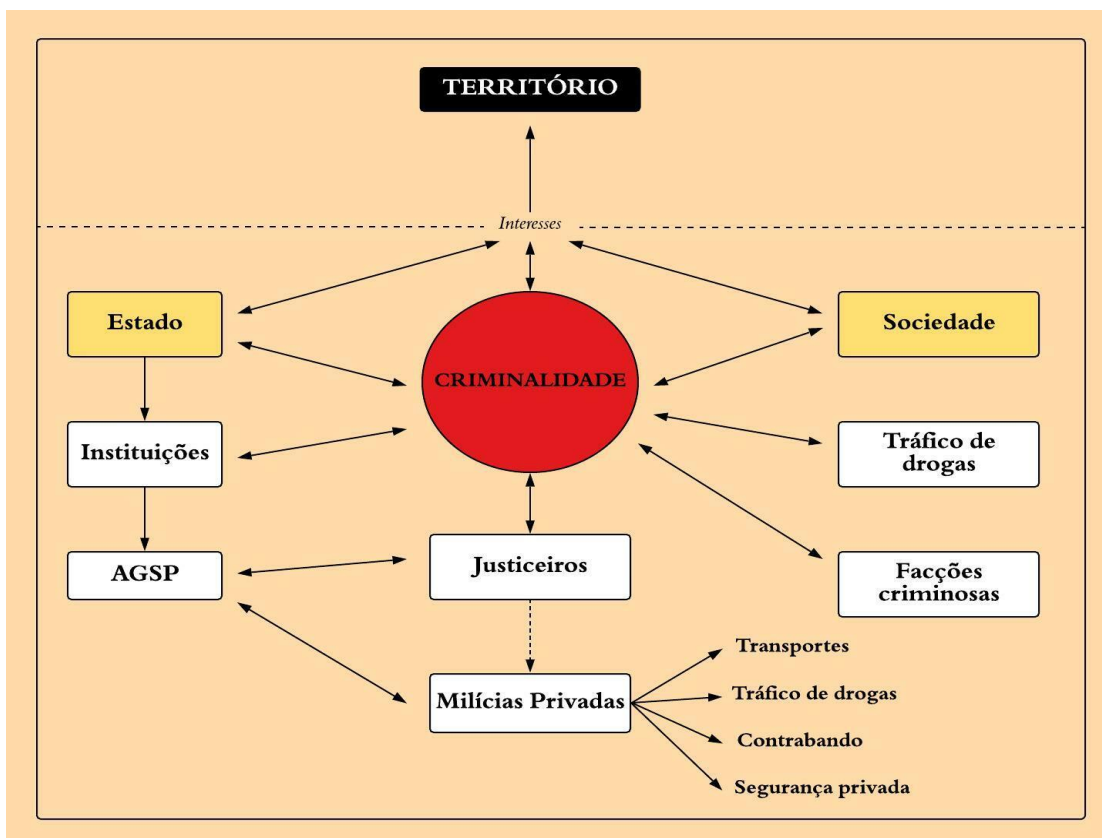 TERRITÓRIO
Interesses
Estado
Sociedade
CRIMINALIDADE
Instituições
Tráfico de
drogas
AGSP
Justiceiros
Facções
criminosas
Milícias Privadas
Transportes
Tráfico de drogas
Contrabando
Segurança privada